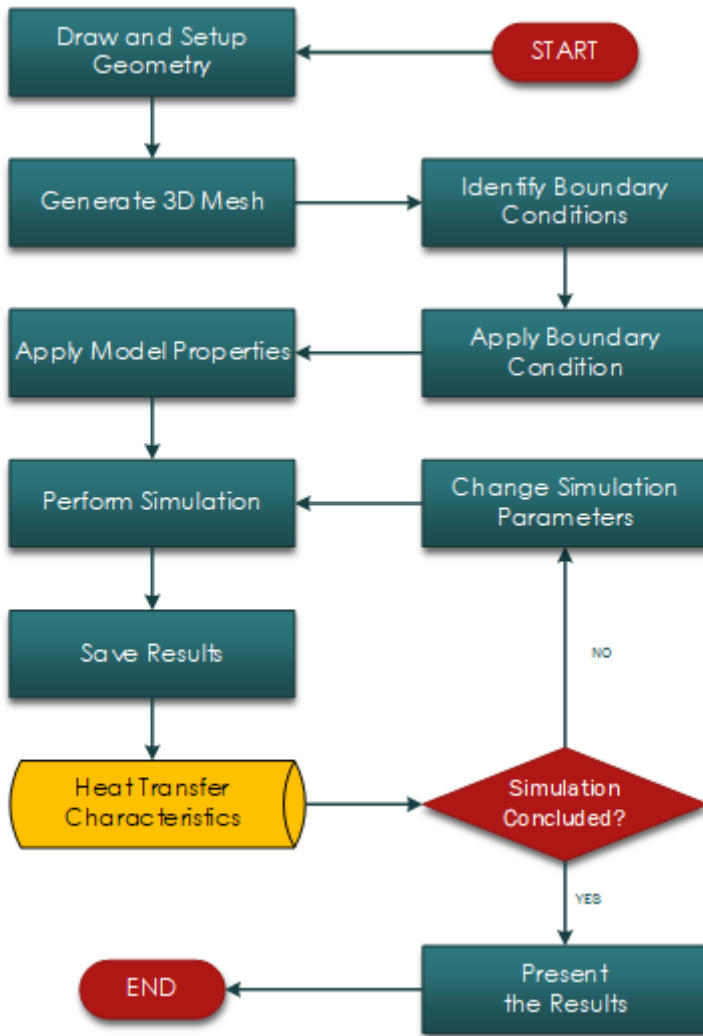 START
Draw and Setup
Geometry
Generate 3D Mesh
Identify Boundary
Conditions
Apply Boundary
Condition
Apply Model Properties
Perform Simulation
Change Simulation
Parameters
Save Results
NO
Heat Transfer
Characteristics
Simulation
Concluded?
YES
Present
the Results
END